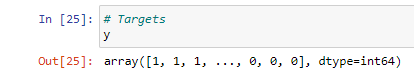 In [25]: # Targets
y
Out[25]: array([1, 1, 1, ..., 0, 0, 0], dtype=int64)